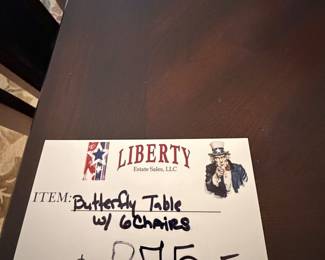 LIBERTY
Estate Sales, LLC
ITEM: Butterfly Table
w/ 6 CHAIRS